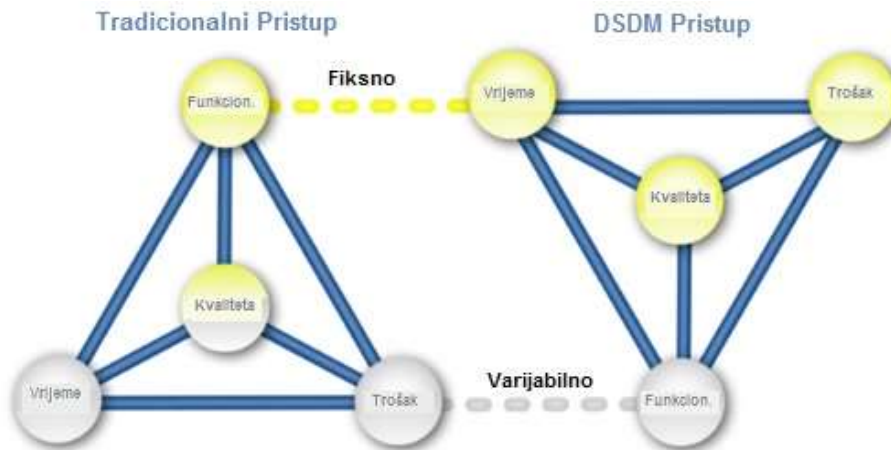 Tradicionalni Pristup
DSDM Pristup
Funkcion.
Fiksno
Vrijeme
Trošak
Kvaliteta
Kvaliteta
Vrijeme
Trošak
Varijabilno
Funkcion.